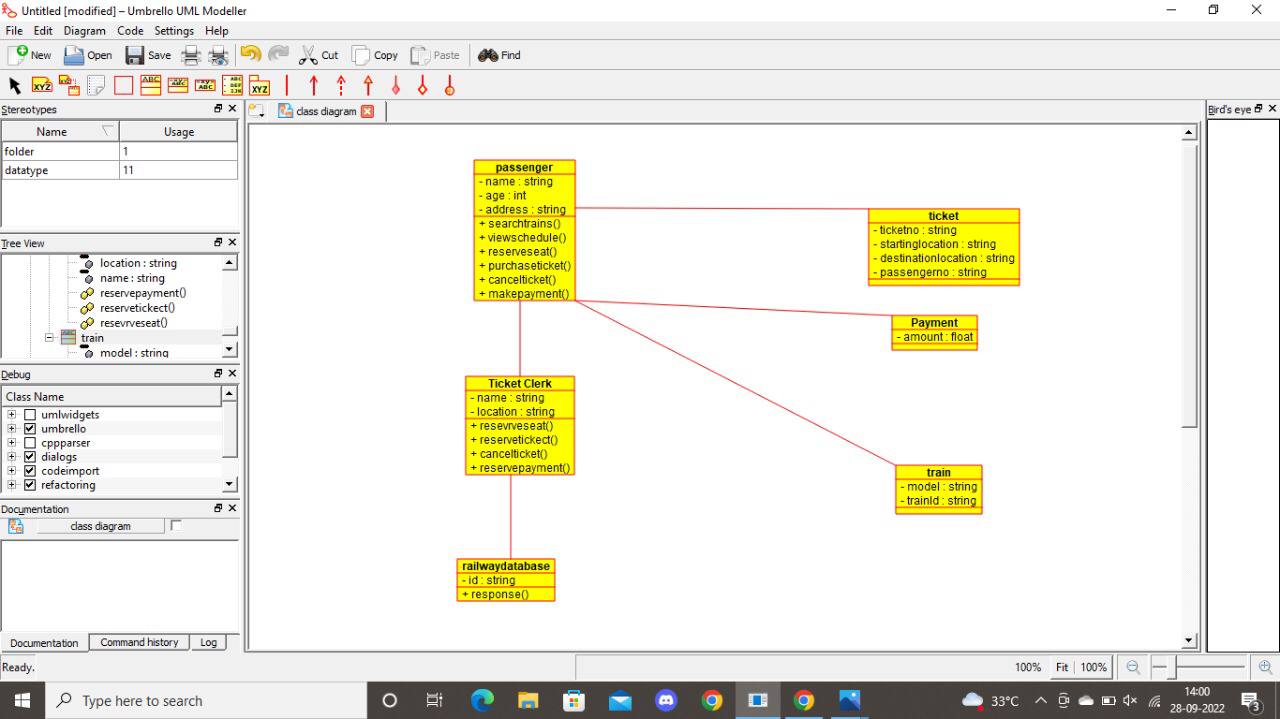 Untitled [modified] – Umbrello UML Modeller
File Edit Diagram Code Settings Help
New Open Save Cut Copy Paste Find
Stereotypes
Name Usage
folder 1
datatype 11
Tree View
location : string
name : string
reservepayment()
reservetickect()
resevrveseat()
train
model : string
Debug
Class Name
umlwidgets
umbrello
cppparser
dialogs
codeimport
refactoring
Documentation
class diagram
Documentation Command history Log
Ready.
class diagram
passenger
- name : string
- age : int
- address : string
+ searchtrains()
+ viewschedule()
+ reserveseat()
+ purchaseticket()
+ cancelticket()
+ makepayment()
ticket
- ticketno : string
- startinglocation : string
- destinationlocation : string
- passengerno : string
Payment
- amount : float
Ticket Clerk
- name : string
- location : string
+ resevrveseat()
+ reservetickect()
+ cancelticket()
+ reservepayment()
train
- model : string
- trainId : string
railwaydatabase
- id : string
+ response()
Bird's eye
100% Fit 100%
Type here to search
33°C
14:00
28-09-2022
3